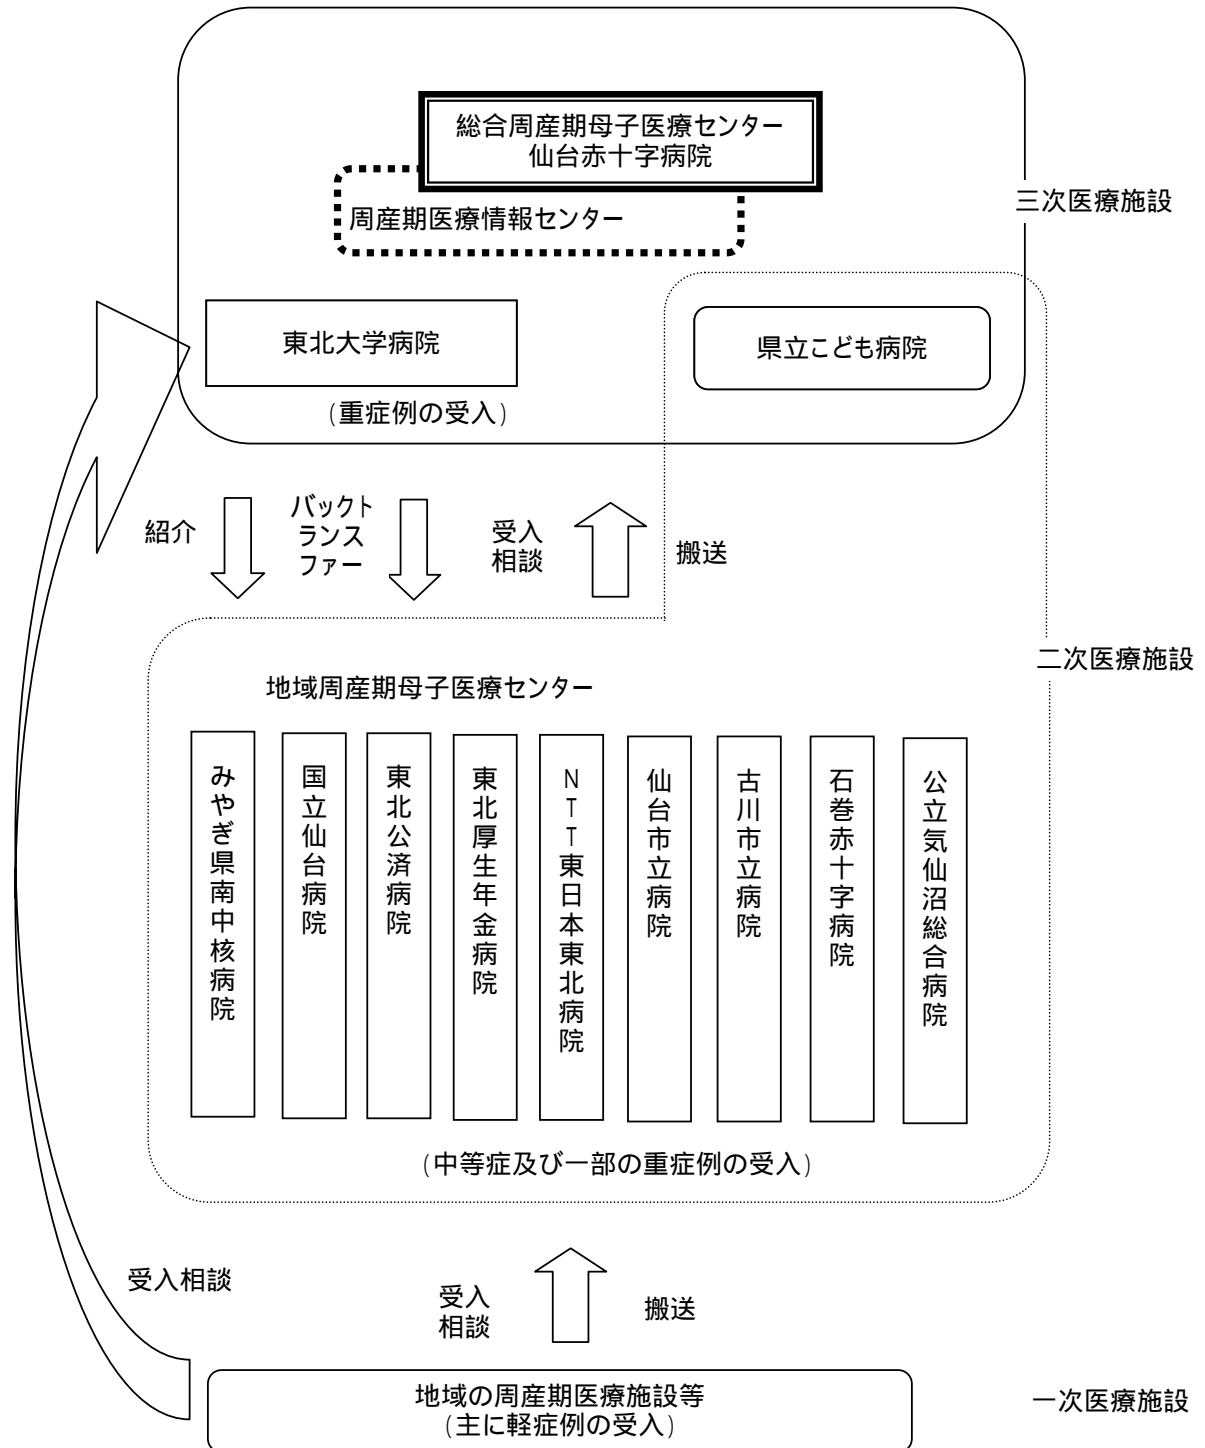 総合周産期母子医療センター
仙台赤十字病院
周産期医療情報センター
三次医療施設
東北大学病院
県立こども病院
(重症例の受入)
紹介
バックト
ランス
ファー
受入
相談
搬送
二次医療施設
地域周産期母子医療センター
みやぎ県南中核病院
国立仙台病院
東北公済病院
東北厚生年金病院
NTT東日本東北病院
仙台市立病院
古川市立病院
石巻赤十字病院
公立気仙沼総合病院
(中等症及び一部の重症例の受入)
受入相談
受入
相談
搬送
地域の周産期医療施設等
(主に軽症例の受入)
一次医療施設